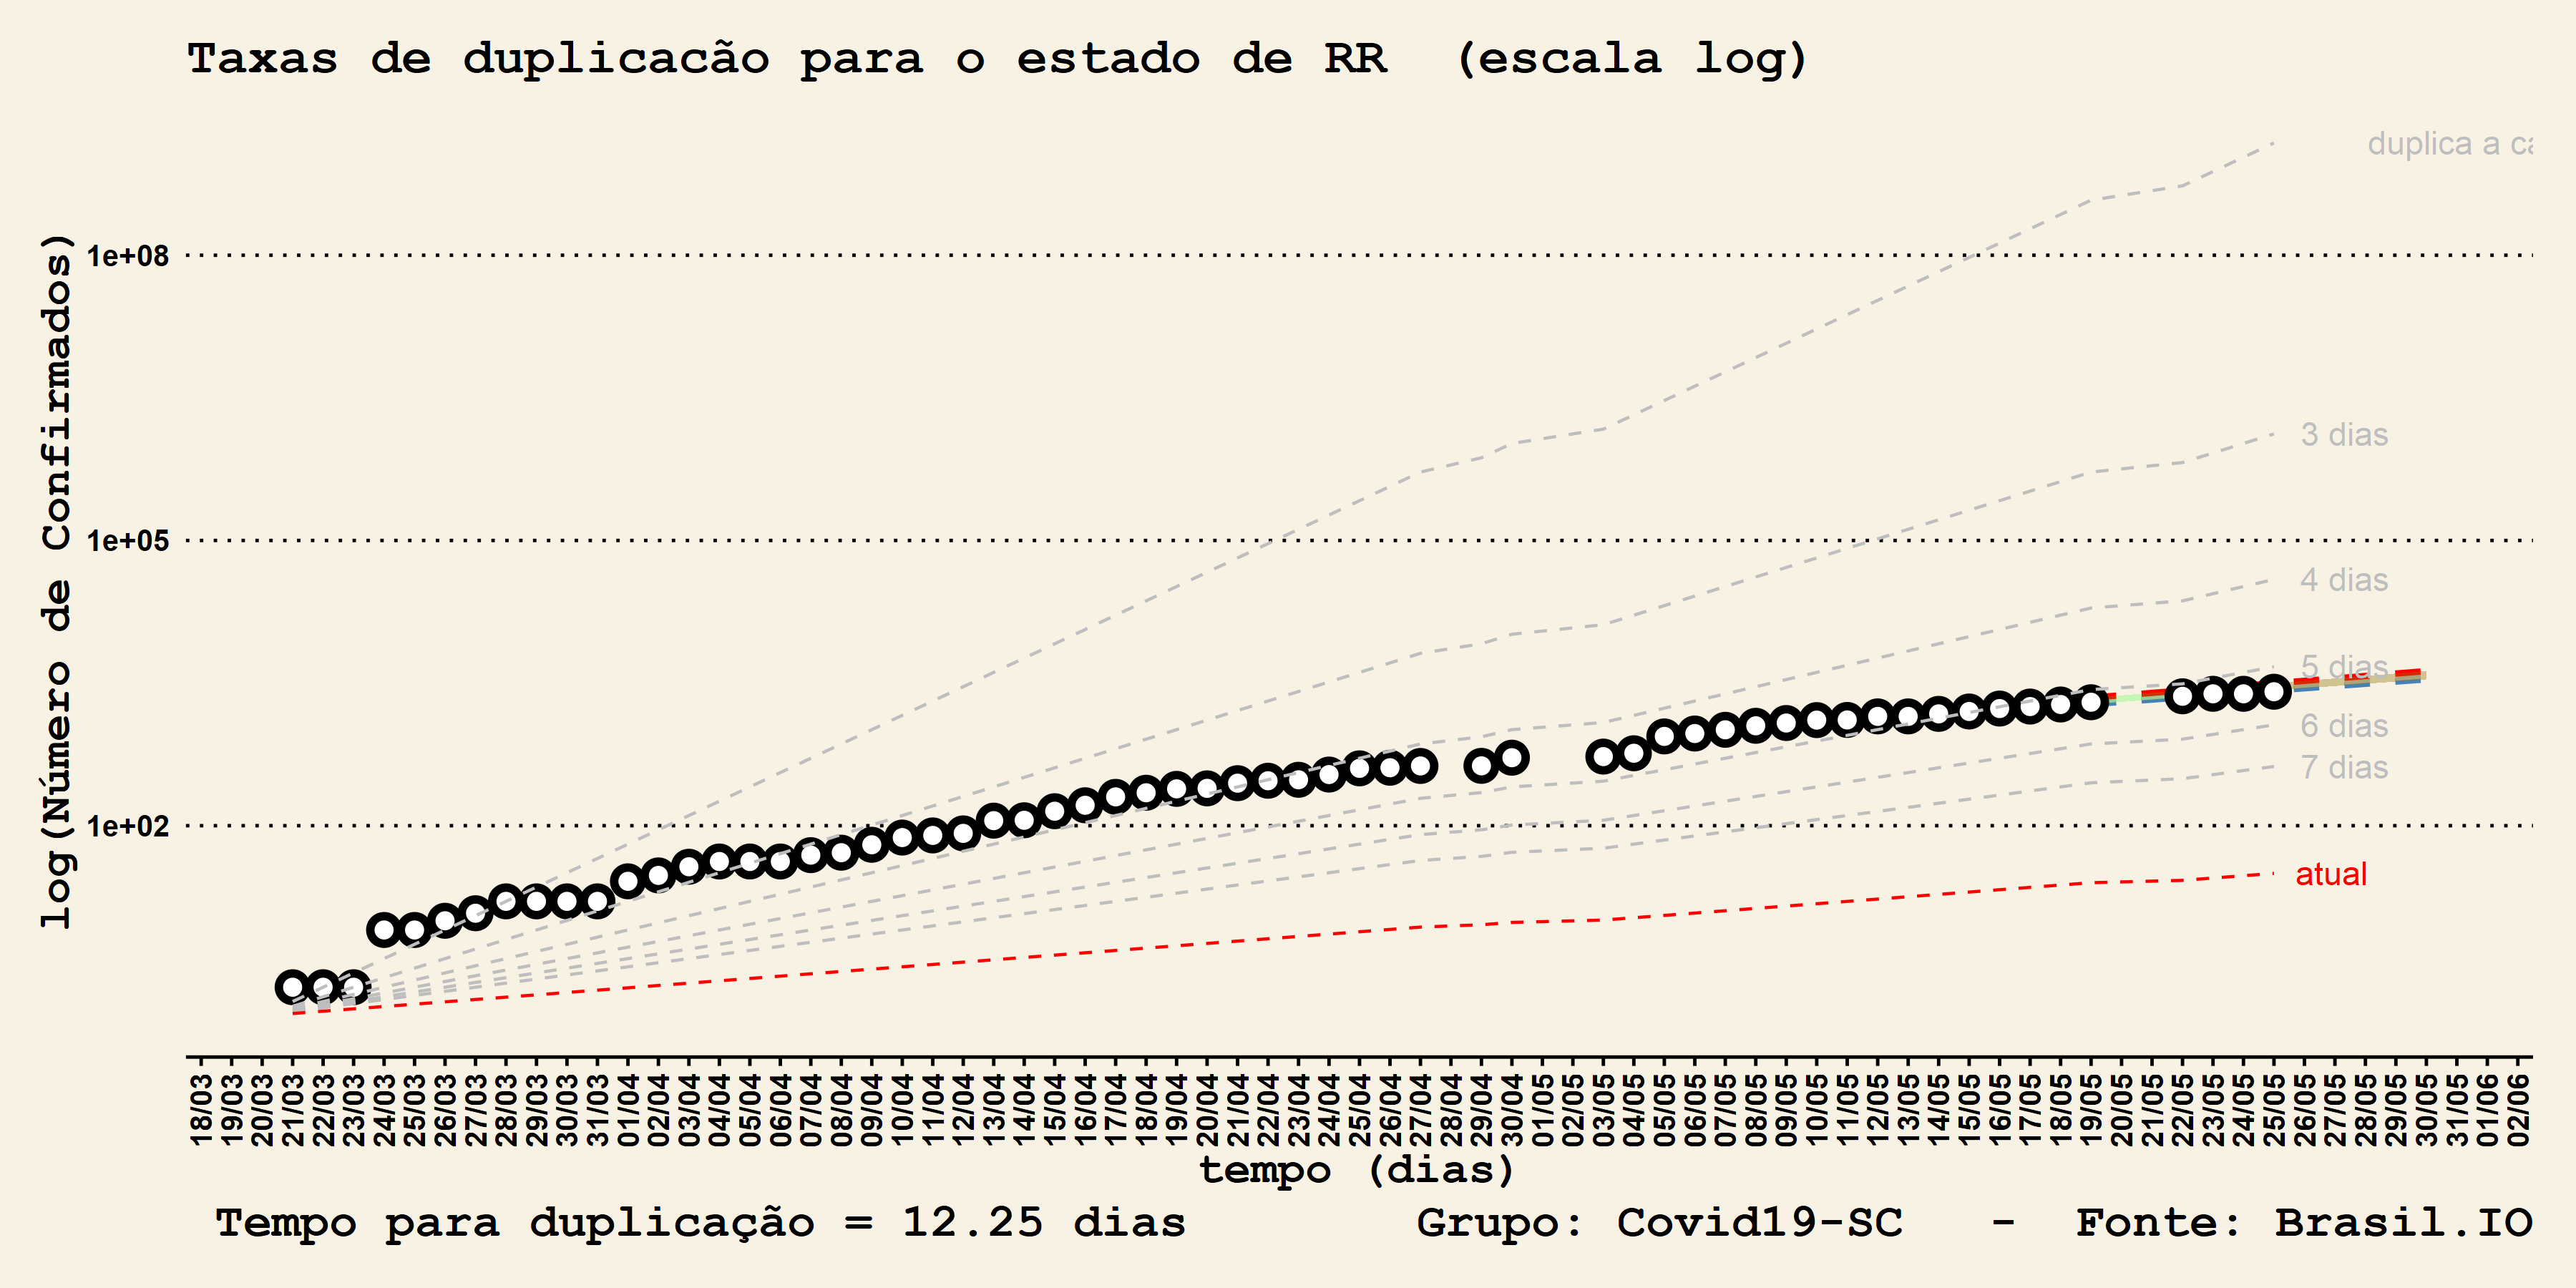 Taxas de duplicacão para o estado de RR (escala log)
log(Número de Confirmados)
1e+08
1e+05
1e+02
duplica a ca
3 dias
4 dias
5 dias
6 dias
7 dias
atual
18/03 19/03 20/03 21/03 22/03 23/03 24/03 25/03 26/03 27/03 28/03 29/03 30/03 31/03 01/04 02/04 03/04 04/04 05/04 06/04 07/04 08/04 09/04 10/04 11/04 12/04 13/04 14/04 15/04 16/04 17/04 18/04 19/04 20/04 21/04 22/04 23/04 24/04 25/04 26/04 27/04 28/04 29/04 30/04 01/05 02/05 03/05 04/05 05/05 06/05 07/05 08/05 09/05 10/05 11/05 12/05 13/05 14/05 15/05 16/05 17/05 18/05 19/05 20/05 21/05 22/05 23/05 24/05 25/05 26/05 27/05 28/05 29/05 30/05 31/05 01/06 02/06
tempo (dias)
Tempo para duplicação = 12.25 dias Grupo: Covid19-SC - Fonte: Brasil.IO